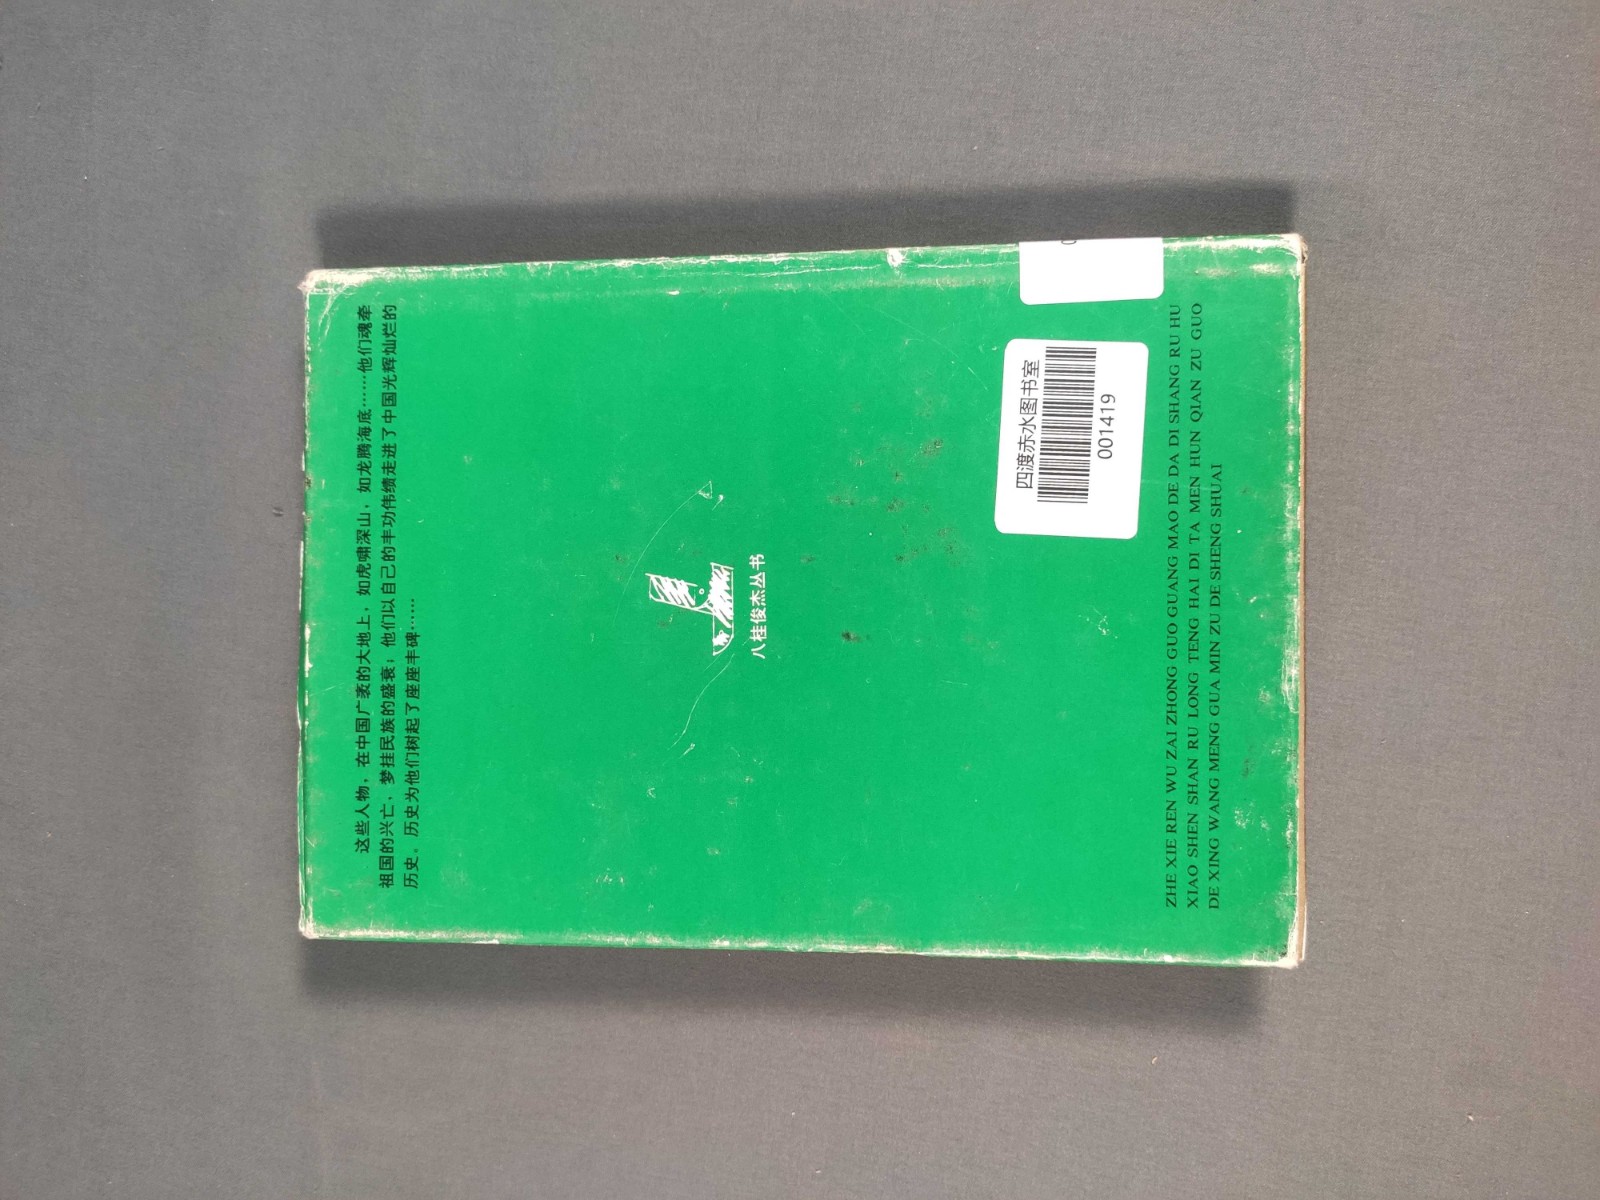 这些人物，在中国广袤的大地上，如虎啸深山，如龙腾海底……他们魂牵
祖国的兴亡，梦挂民族的盛衰；他们以自己的丰功伟绩走进了中国光辉灿烂的
历史。历史为他们树起了座座丰碑……
八桂俊杰丛书
四渡赤水图书室
001419
ZHE XIE REN WU ZAI ZHONG GUO GUANG MAO DE DA DI SHANG RU HU
XIAO SHEN SHAN RU LONG TENG HAI DI TA MEN HUN QIAN ZU GUO
DE XING WANG MENG GUA MIN ZU DE SHENG SHUAI